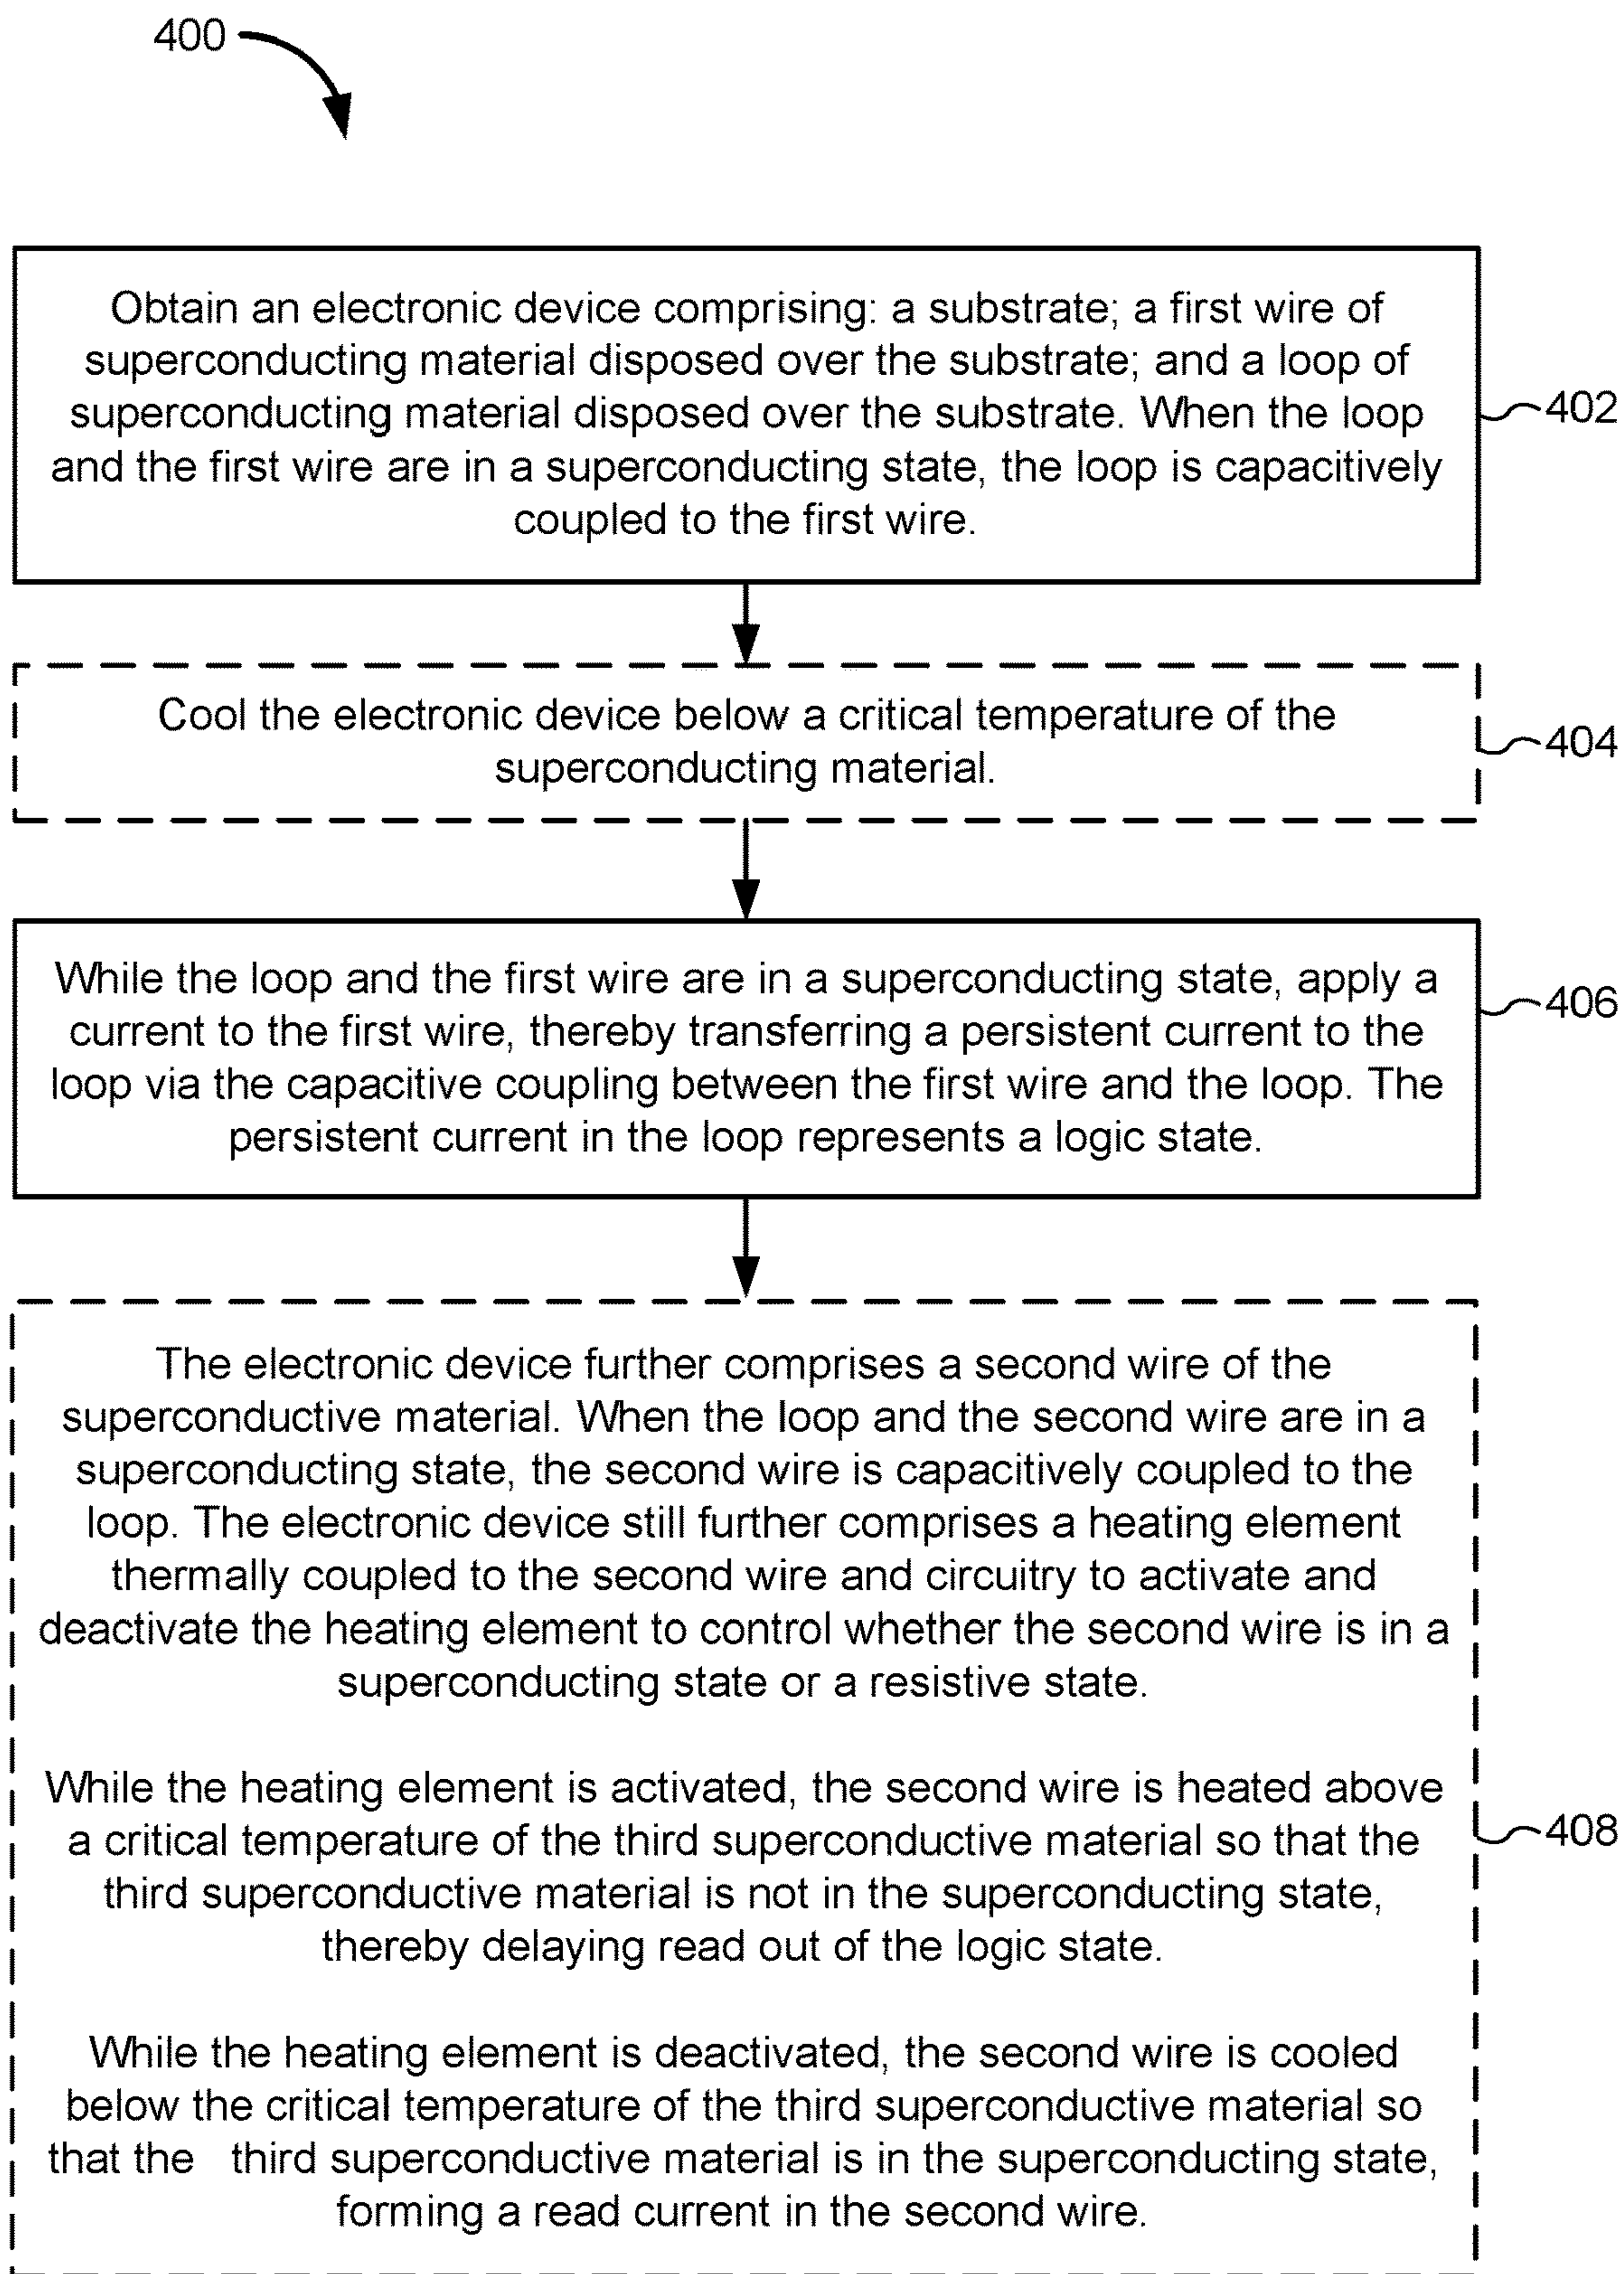 400
Obtain an electronic device comprising: a substrate; a first wire of
superconducting material disposed over the substrate; and a loop of
superconducting material disposed over the substrate. When the loop
and the first wire are in a superconducting state, the loop is capacitively
coupled to the first wire.
402
Cool the electronic device below a critical temperature of the
superconducting material.
404
While the loop and the first wire are in a superconducting state, apply a
current to the first wire, thereby transferring a persistent current to the
loop via the capacitive coupling between the first wire and the loop. The
persistent current in the loop represents a logic state.
406
The electronic device further comprises a second wire of the
superconductive material. When the loop and the second wire are in a
superconducting state, the second wire is capacitively coupled to the
loop. The electronic device still further comprises a heating element
thermally coupled to the second wire and circuitry to activate and
deactivate the heating element to control whether the second wire is in a
superconducting state or a resistive state.
While the heating element is activated, the second wire is heated above
a critical temperature of the third superconductive material so that the
third superconductive material is not in the superconducting state,
thereby delaying read out of the logic state.
While the heating element is deactivated, the second wire is cooled
below the critical temperature of the third superconductive material so
that the   third superconductive material is in the superconducting state,
forming a read current in the second wire.
408